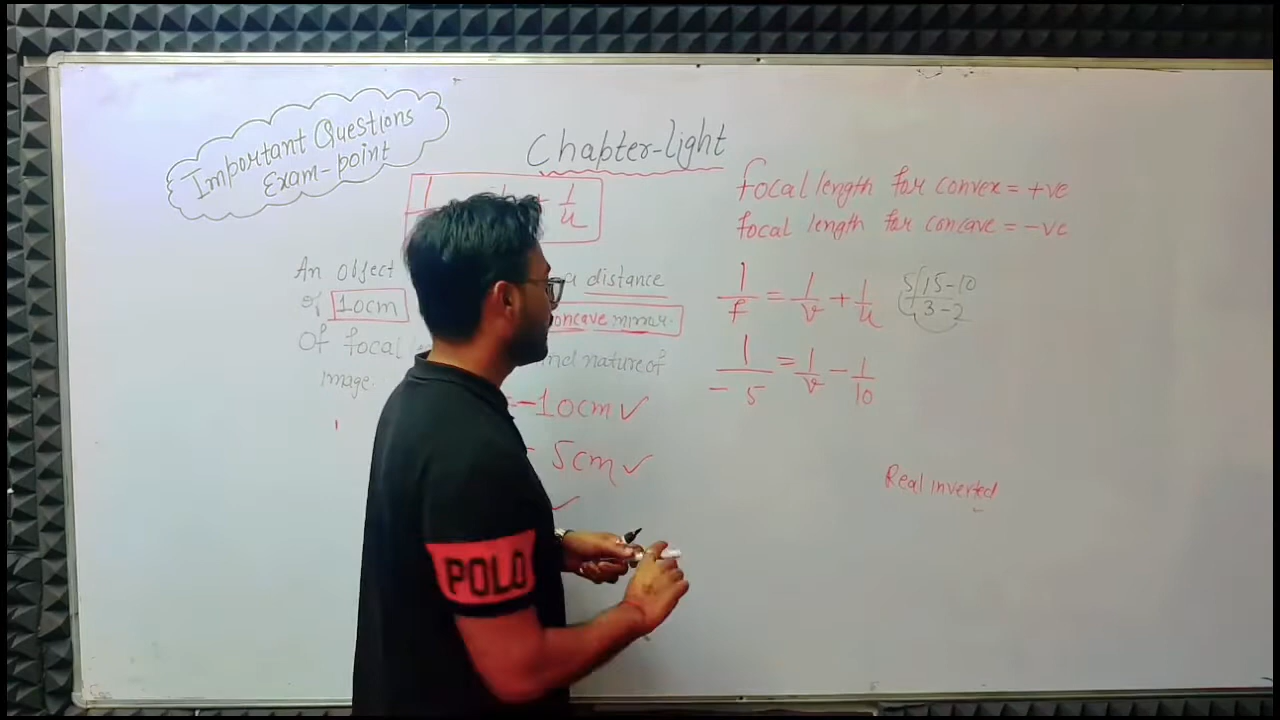 Important Questions
Exam-point
Chapter-light
1 + 1/u
An object a distance
of 10cm concave mirror.
Of focal and nature of
image.
=-10cm ✓
- 5cm ✓
✓
focal length for convex = +ve
focal length for concave = -ve
1/f = 1/v + 1/u
5 15-10
3-2
1/-5 = 1/v - 1/10
Real inverted
POLO